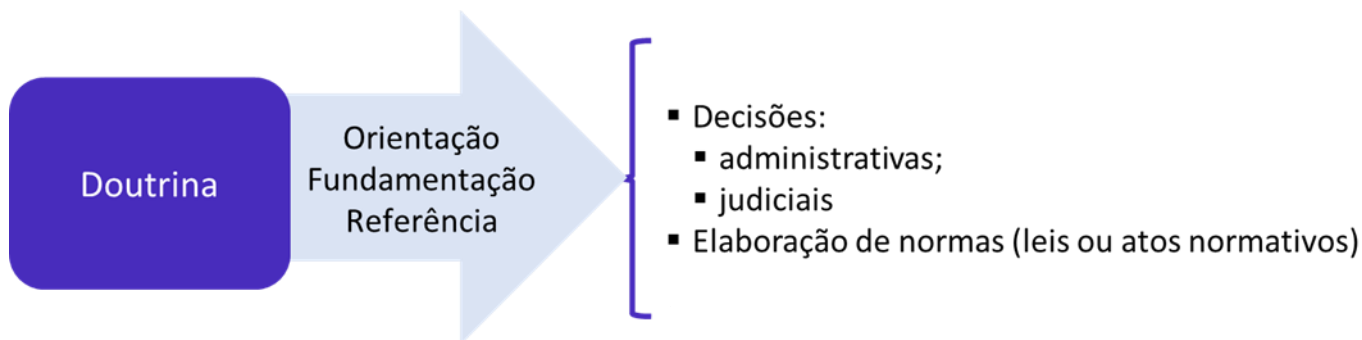 Doutrina
Orientação
Fundamentação
Referência
▪ Decisões:
▪ administrativas;
▪ judiciais
▪ Elaboração de normas (leis ou atos normativos)